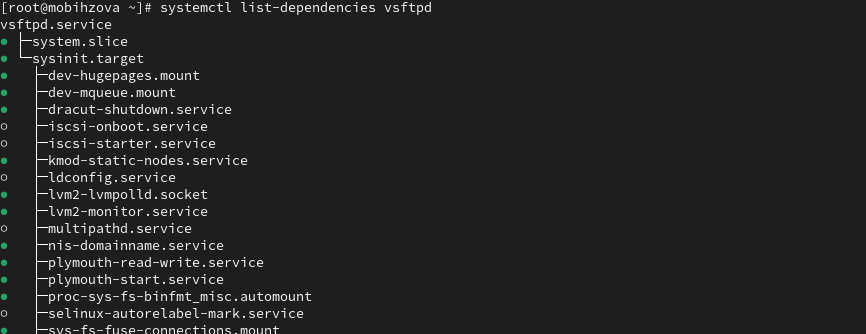 [root@mobihzova ~]# systemctl list-dependencies vsftpd
vsftpd.service
● ├─system.slice
● └─sysinit.target
●   ├─dev-hugepages.mount
●   ├─dev-mqueue.mount
●   ├─dracut-shutdown.service
○   ├─iscsi-onboot.service
○   ├─iscsi-starter.service
●   ├─kmod-static-nodes.service
○   ├─ldconfig.service
●   ├─lvm2-lvmpolld.socket
●   ├─lvm2-monitor.service
○   ├─multipathd.service
●   ├─nis-domainname.service
●   ├─plymouth-read-write.service
●   ├─plymouth-start.service
●   ├─proc-sys-fs-binfmt_misc.automount
○   ├─selinux-autorelabel-mark.service
●   ├─sys-fs-fuse-connections.mount